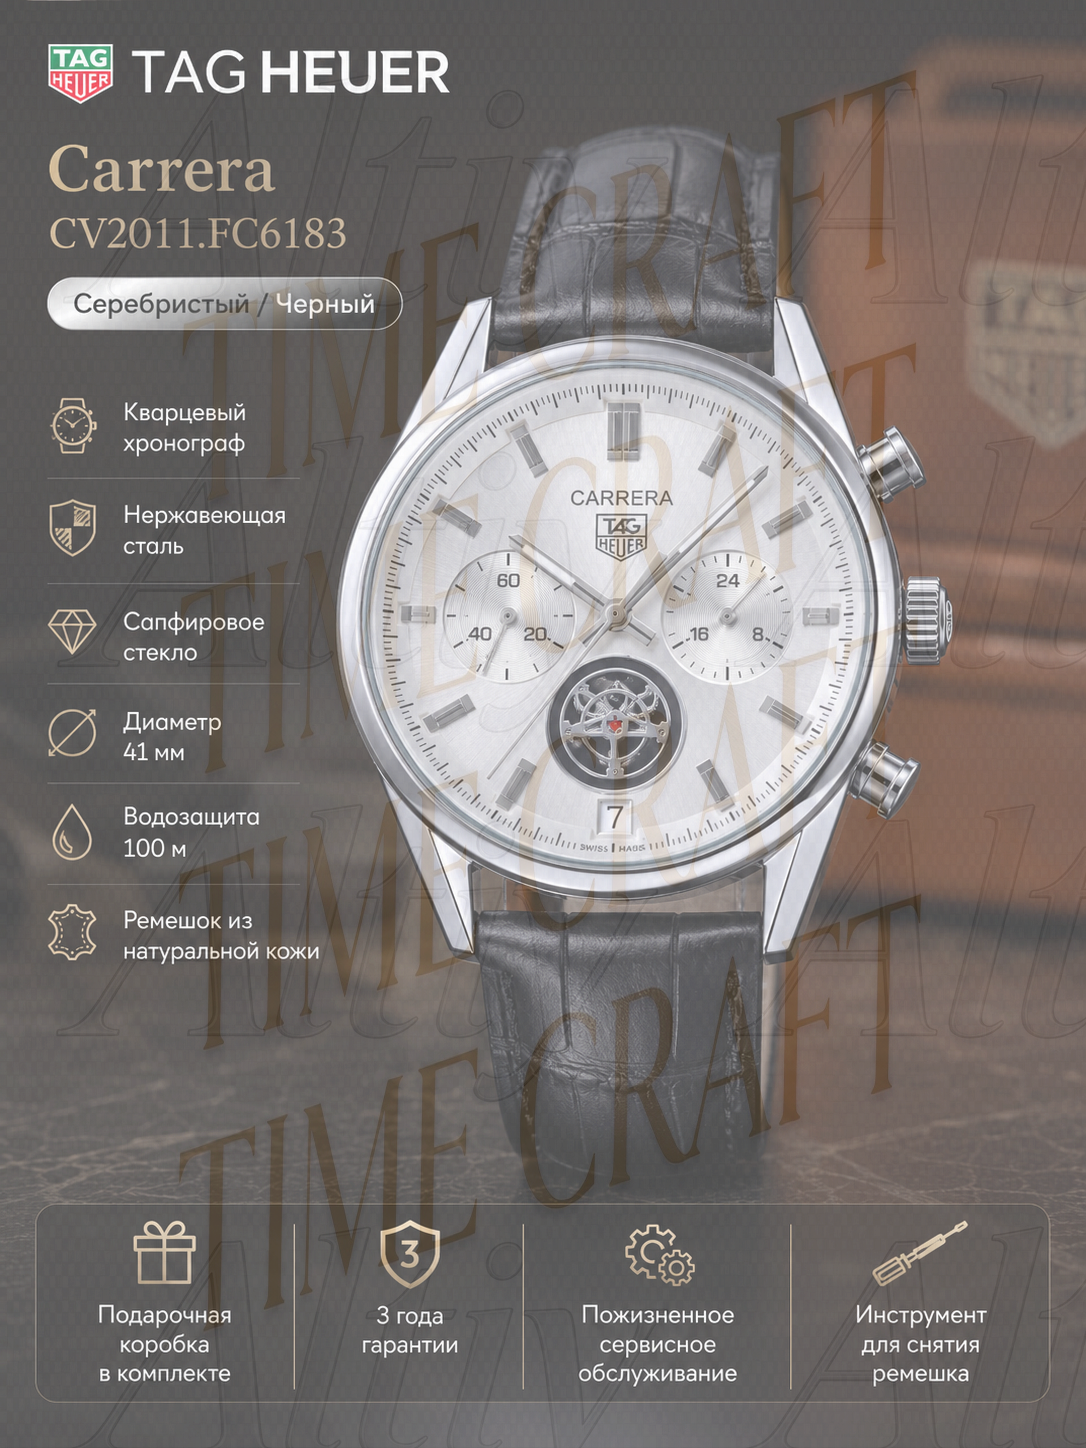 TAG
HEUER
TAG HEUER
Carrera
CV2011.FC6183
Серебристый / Черный
Кварцевый
хронограф
Нержавеющая
сталь
Сапфировое
стекло
Диаметр
41 мм
Водозащита
100 м
Ремешок из
натуральной кожи
CARRERA
TAG
HEUER
60
40
20
24
16
8
7
SWISS MADE
TIME CRAFT
TIME CRAFT
TIME CRAFT
TIME CRAFT
Подарочная
коробка
в комплекте
3
3 года
гарантии
Пожизненное
сервисное
обслуживание
Инструмент
для снятия
ремешка